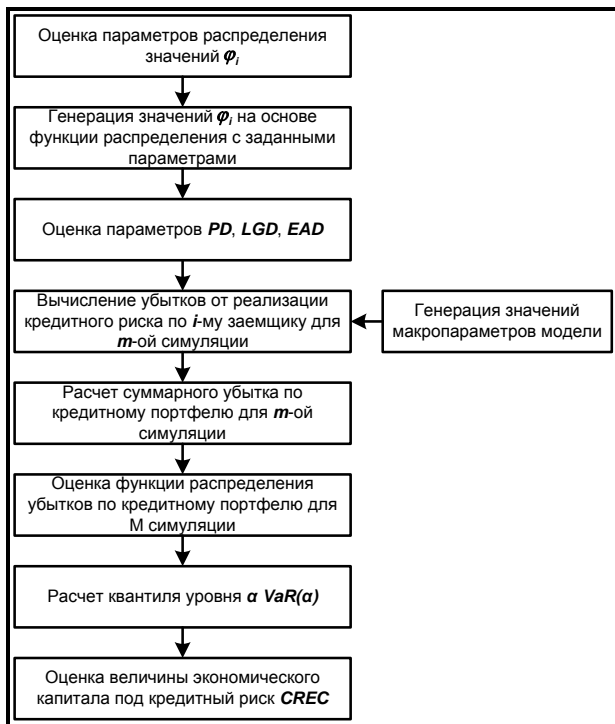 Оценка параметров распределения
значений φi
Генерация значений φi на основе
функции распределения с заданными
параметрами
Оценка параметров PD, LGD, EAD
Вычисление убытков от реализации
кредитного риска по i-му заемщику для
m-ой симуляции
Генерация значений
макропараметров модели
Расчет суммарного убытка по
кредитному портфелю для m-ой
симуляции
Оценка функции распределения
убытков по кредитному портфелю для
М симуляции
Расчет квантиля уровня α VaR(α)
Оценка величины экономического
капитала под кредитный риск CREC